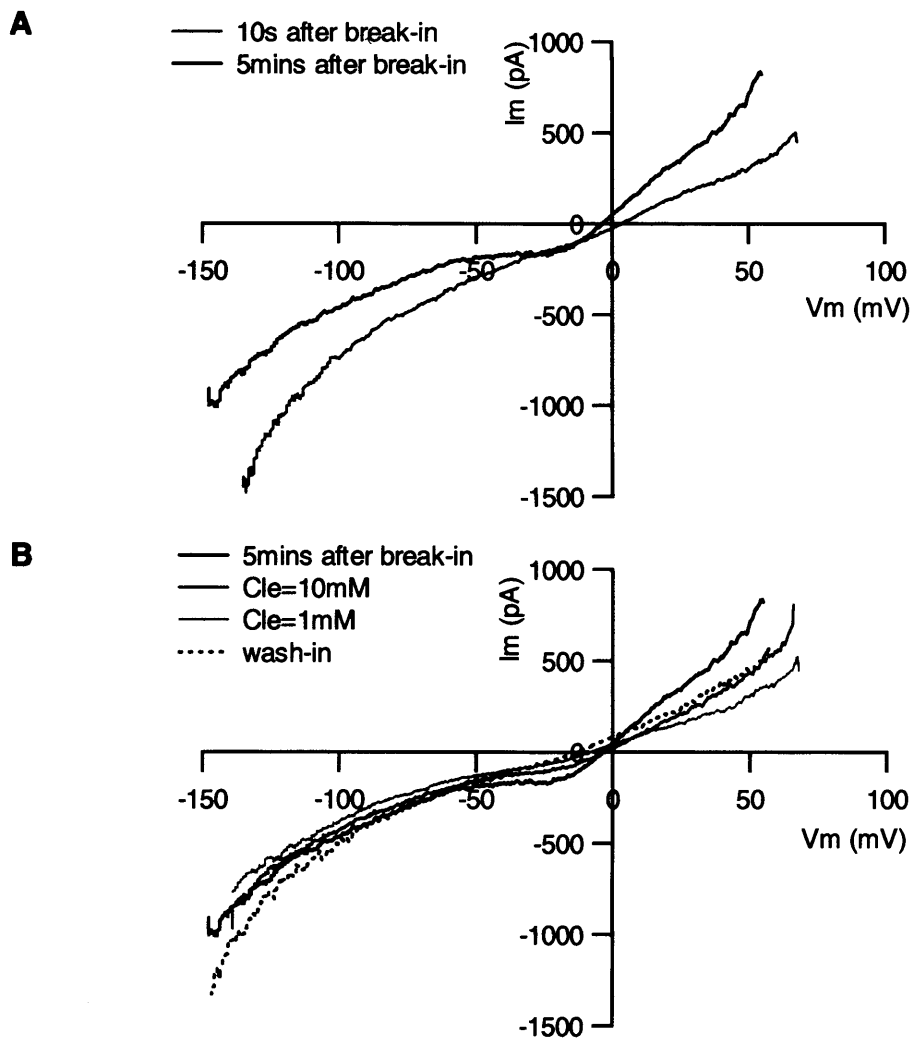 A
10s after break-in
5mins after break-in
Im (pA)
1000
500
0
-500
-1000
-1500
-150 -100 -50 0 50 100
Vm (mV)
B
5mins after break-in
Cle=10mM
Cle=1mM
wash-in
Im (pA)
1000
500
0
-500
-1000
-1500
-150 -100 -50 0 50 100
Vm (mV)